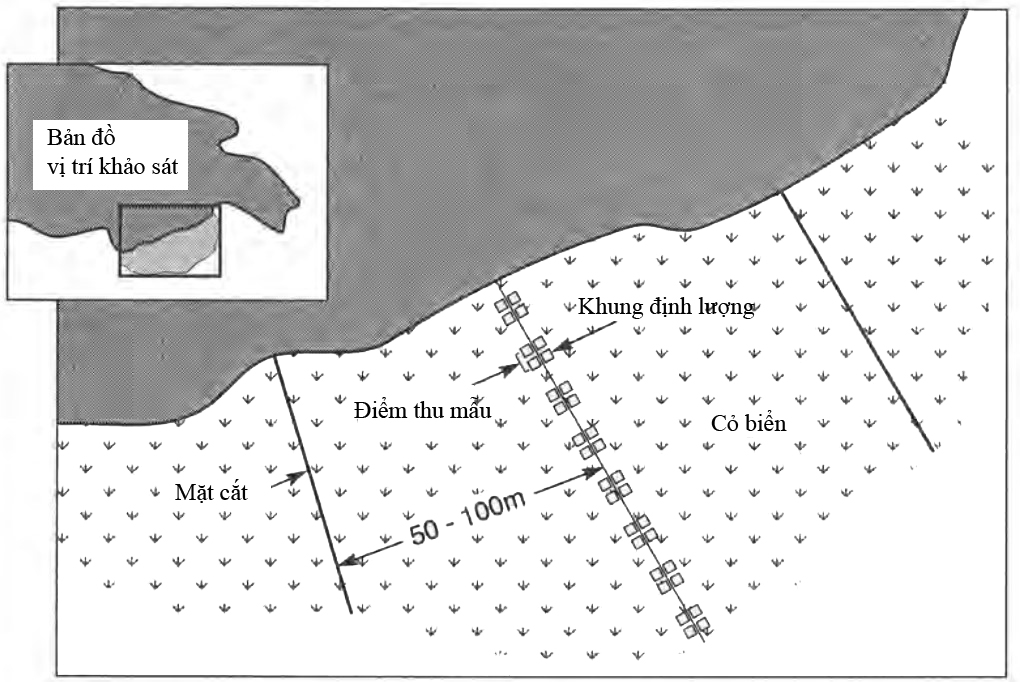 Bản đồ
vị trí khảo sát
Khung định lượng
Điểm thu mẫu
Cỏ biển
Mặt cắt
50 - 100m